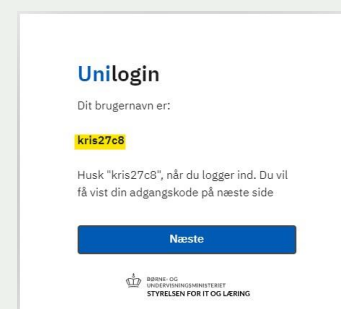 Unilogin
Dit brugernavn er:
kris27c8
Husk "kris27c8", når du logger ind. Du vil
få vist din adgangskode på næste side
Næste
BØRNE- OG
UNDERVISNINGSMINISTERIET
STYRELSEN FOR IT OG LÆRING